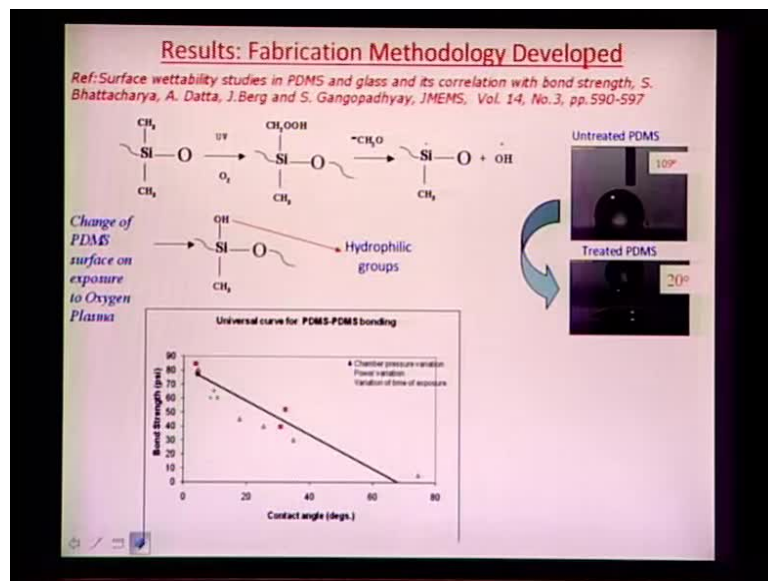 Results: Fabrication Methodology Developed
Ref:Surface wettability studies in PDMS and glass and its correlation with bond strength, S.
Bhattacharya, A. Datta, J.Berg and S. Gangopadhyay, JMEMS, Vol. 14, No.3, pp.590-597
CH3
Si—O
CH3
UV
O2
CH2OOH
Si—O
CH3
-CH2O
Si—O + OH
CH3
Untreated PDMS
109º
Treated PDMS
20º
Change of
PDMS
surface on
exposure
to Oxygen
Plasma
OH
Si—O
CH3
Hydrophilic
groups
Universal curve for PDMS-PDMS bonding
Chamber pressure variation
Power variation
Variation of time of exposure
Bond Strength (psi)
90
80
70
60
50
40
30
20
10
0
0 20 40 60 80
Contact angle (degs.)